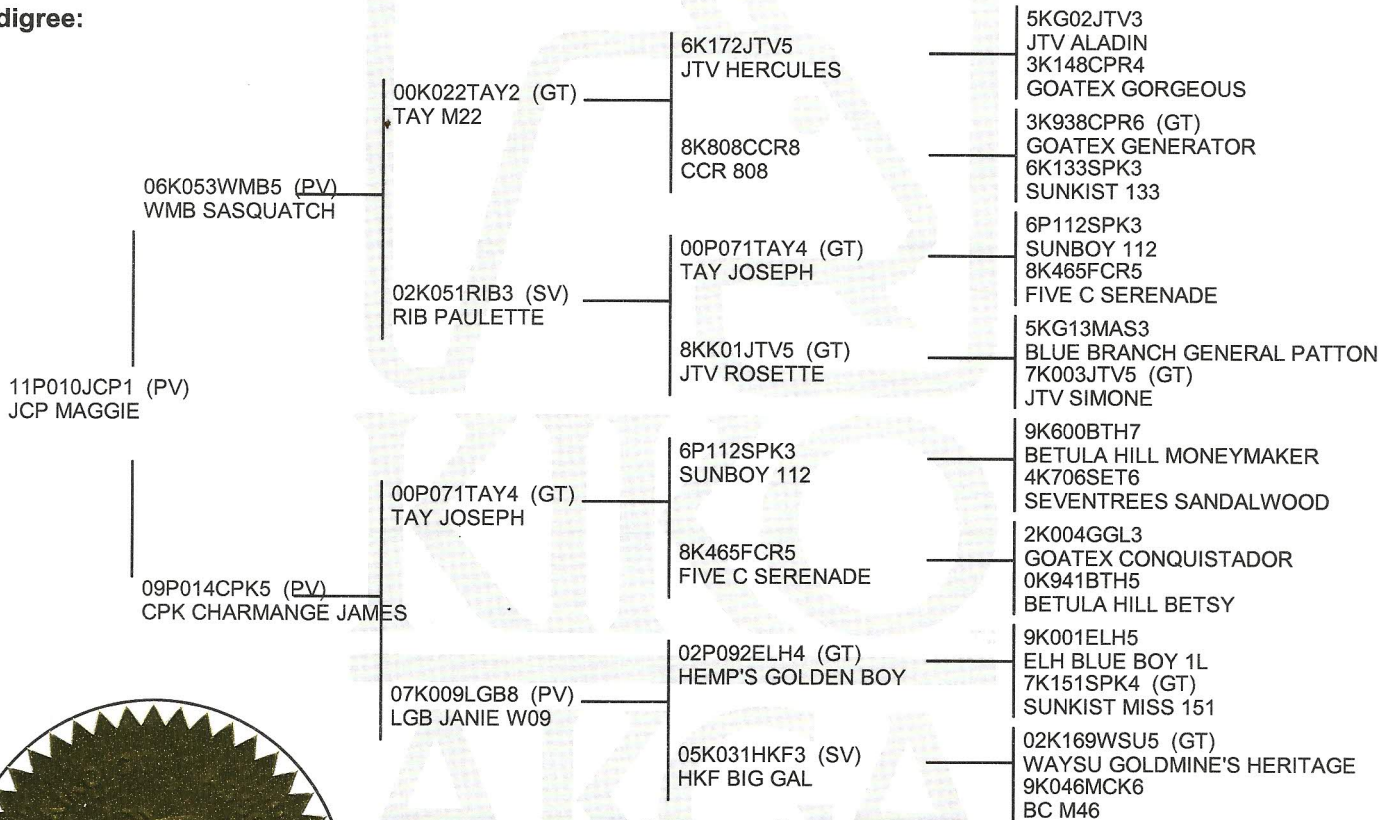 digree:
11P010JCP1 (PV)
JCP MAGGIE
06K053WMB5 (PV)
WMB SASQUATCH
09P014CPK5 (PV)
CPK CHARMANGE JAMES
00K022TAY2 (GT)
TAY M22
02K051RIB3 (SV)
RIB PAULETTE
00P071TAY4 (GT)
TAY JOSEPH
07K009LGB8 (PV)
LGB JANIE W09
6K172JTV5
JTV HERCULES
8K808CCR8
CCR 808
00P071TAY4 (GT)
TAY JOSEPH
8KK01JTV5 (GT)
JTV ROSETTE
6P112SPK3
SUNBOY 112
8K465FCR5
FIVE C SERENADE
02P092ELH4 (GT)
HEMP'S GOLDEN BOY
05K031HKF3 (SV)
HKF BIG GAL
5KG02JTV3
JTV ALADIN
3K148CPR4
GOATEX GORGEOUS
3K938CPR6 (GT)
GOATEX GENERATOR
6K133SPK3
SUNKIST 133
6P112SPK3
SUNBOY 112
8K465FCR5
FIVE C SERENADE
5KG13MAS3
BLUE BRANCH GENERAL PATTON
7K003JTV5 (GT)
JTV SIMONE
9K600BTH7
BETULA HILL MONEYMAKER
4K706SET6
SEVENTREES SANDALWOOD
2K004GGL3
GOATEX CONQUISTADOR
0K941BTH5
BETULA HILL BETSY
9K001ELH5
ELH BLUE BOY 1L
7K151SPK4 (GT)
SUNKIST MISS 151
02K169WSU5 (GT)
WAYSU GOLDMINE'S HERITAGE
9K046MCK6
BC M46
KIKO
AKGA